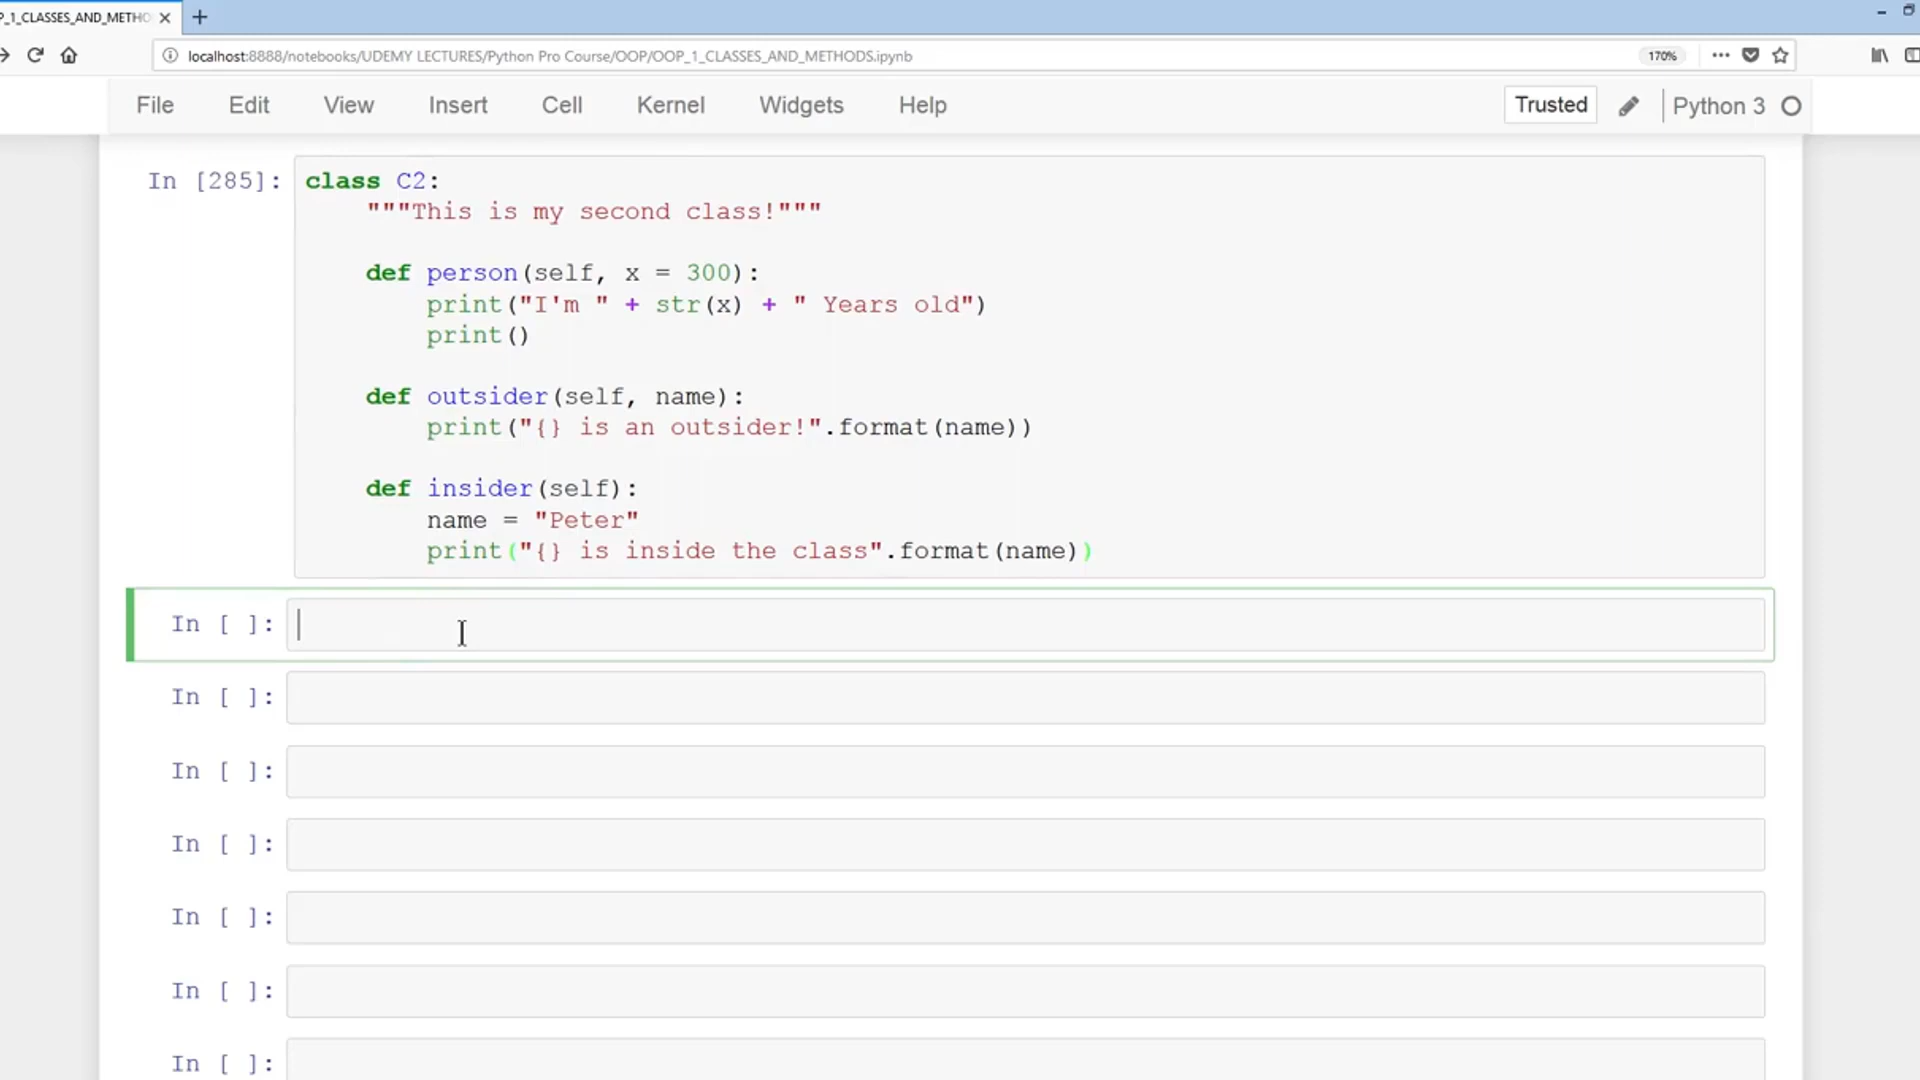 P_1_CLASSES_AND_METHO
localhost:8888/notebooks/UDEMY LECTURES/Python Pro Course/OOP/OOP_1_CLASSES_AND_METHODS.ipynb 170%
File Edit View Insert Cell Kernel Widgets Help Trusted Python 3
In [285]: class C2:
"""This is my second class!"""
def person(self, x = 300):
print("I'm " + str(x) + " Years old")
print()
def outsider(self, name):
print("{} is an outsider!".format(name))
def insider(self):
name = "Peter"
print("{} is inside the class".format(name))
In [ ]:
In [ ]:
In [ ]:
In [ ]:
In [ ]:
In [ ]:
In [ ]: